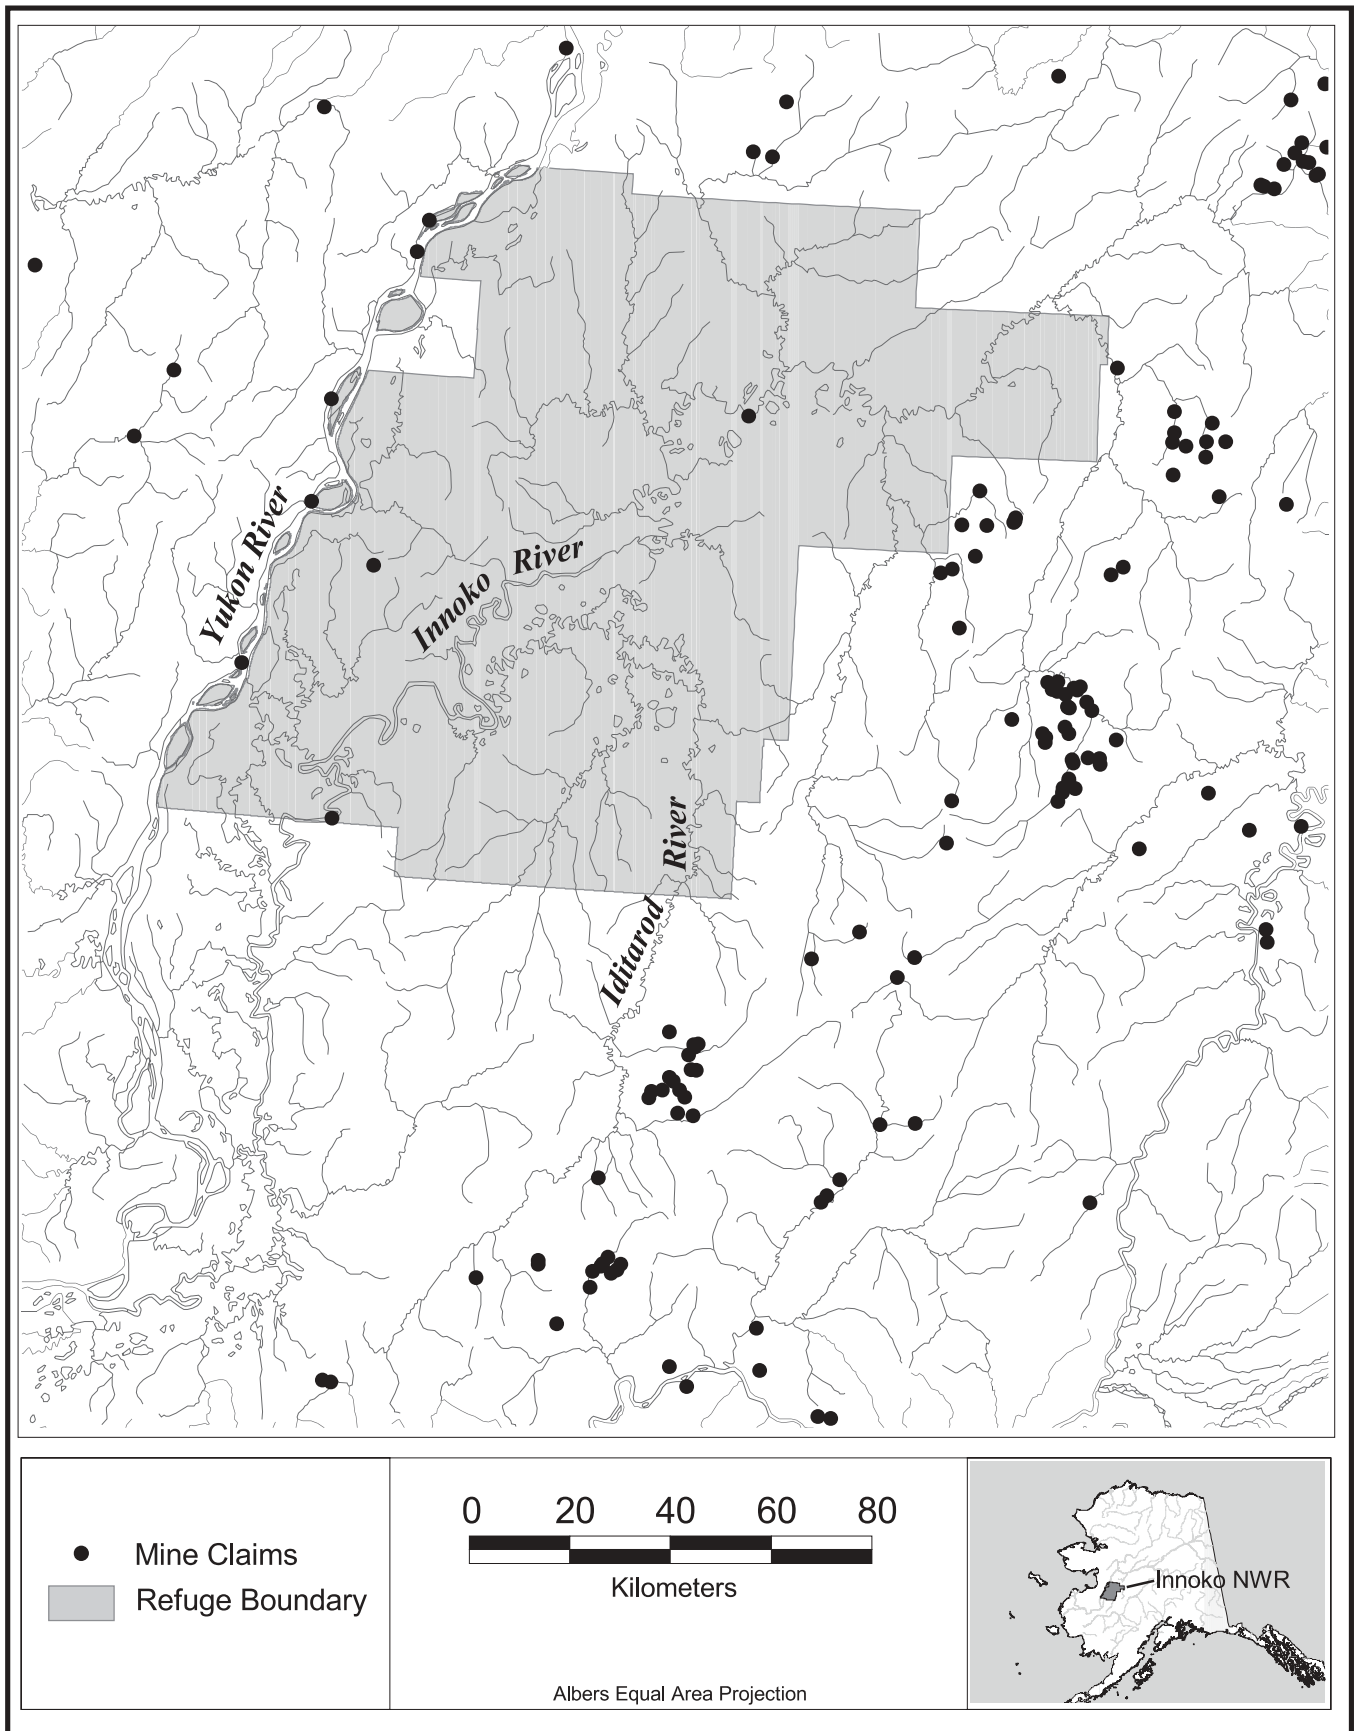 Yukon River
Innoko River
Iditarod River
Mine Claims
Refuge Boundary
0 20 40 60 80
Kilometers
Albers Equal Area Projection
Innoko NWR